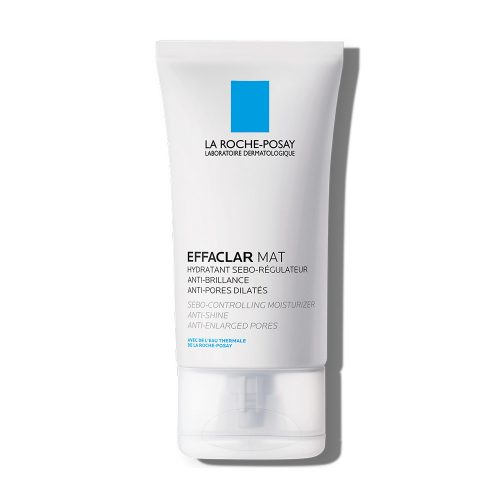 LA ROCHE-POSAY
LABORATOIRE DERMATOLOGIQUE
EFFACLAR MAT
HYDRATANT SEBO-RÉGULATEUR
ANTI-BRILLANCE
ANTI-PORES DILATÉS
SEBO-CONTROLLING MOISTURIZER
ANTI-SHINE
ANTI-ENLARGED PORES
AVEC DE L'EAU THERMALE
DE LA ROCHE-POSAY